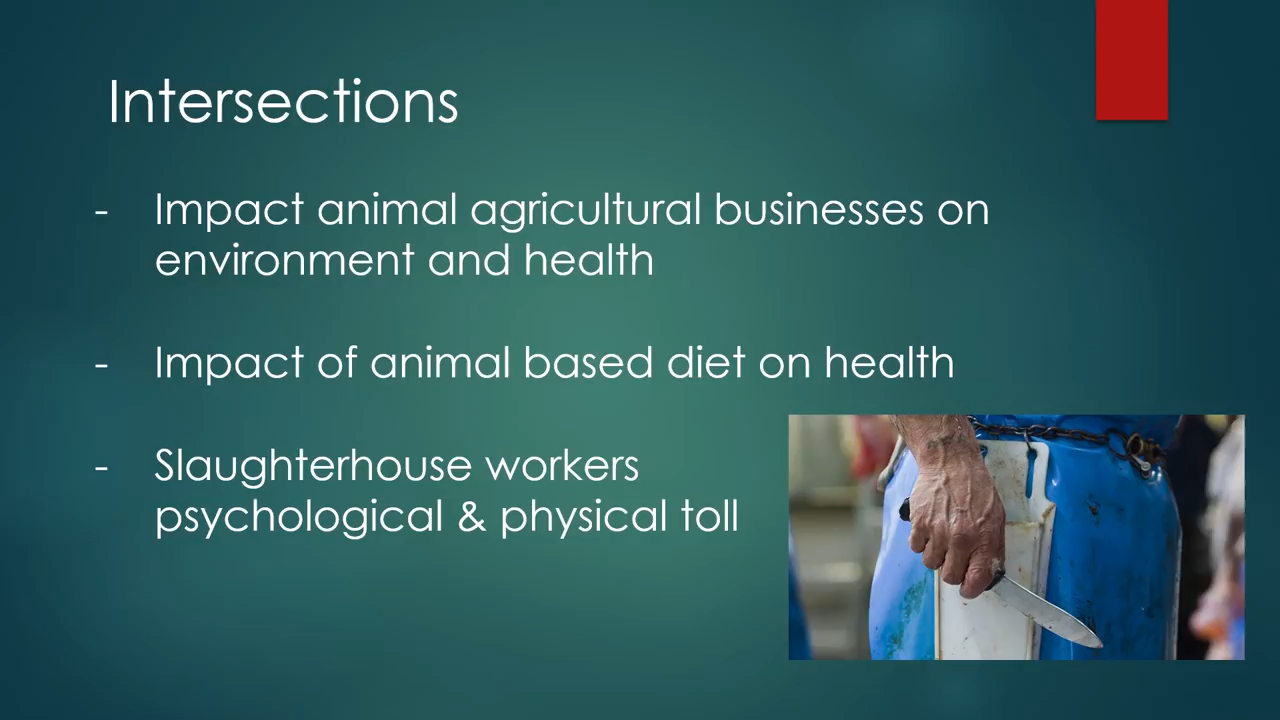 Intersections
- Impact animal agricultural businesses on
environment and health
- Impact of animal based diet on health
- Slaughterhouse workers
psychological & physical toll